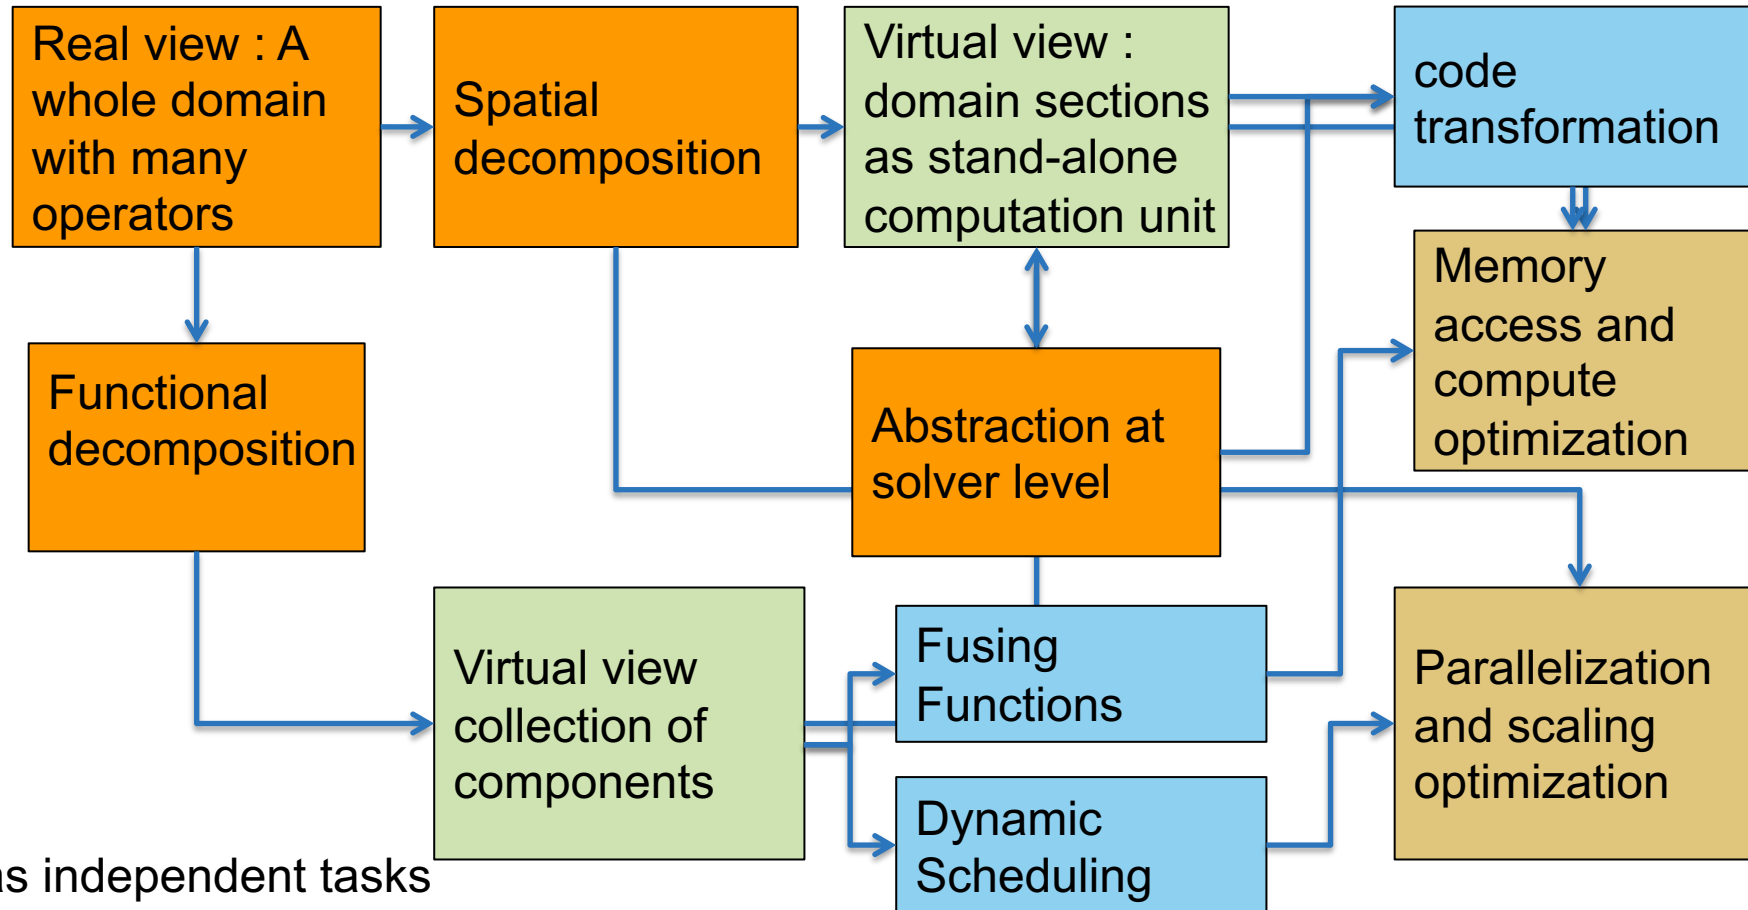 Real view : A
whole domain
with many
operators
Spatial
decomposition
Virtual view :
domain sections
as stand-alone
computation unit
code
transformation
Memory
access and
compute
optimization
Functional
decomposition
Abstraction at
solver level
Virtual view
collection of
components
Fusing
Functions
Parallelization
and scaling
optimization
Dynamic
Scheduling
as independent tasks